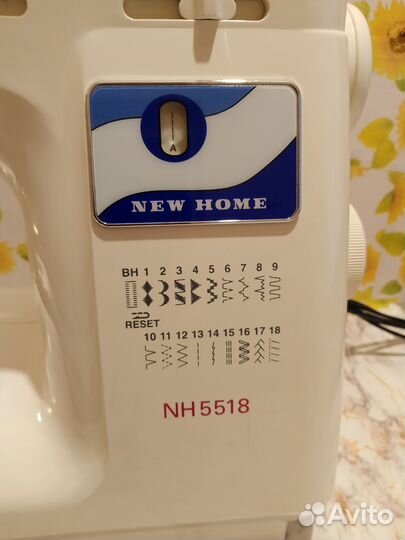 A
NEW HOME
BH 1 2 3 4 5 6 7 8 9
RESET
10 11 12 13 14 15 16 17 18
NH5518
Avito